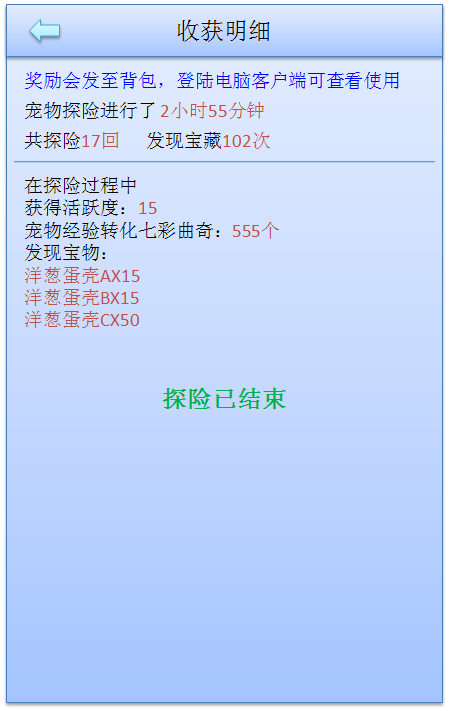 收获明细
奖励会发至背包，登陆电脑客户端可查看使用
宠物探险进行了2小时55分钟
共探险17回 发现宝藏102次
在探险过程中
获得活跃度：15
宠物经验转化七彩曲奇：555个
发现宝物：
洋葱蛋壳AX15
洋葱蛋壳BX15
洋葱蛋壳CX50
探险已结束